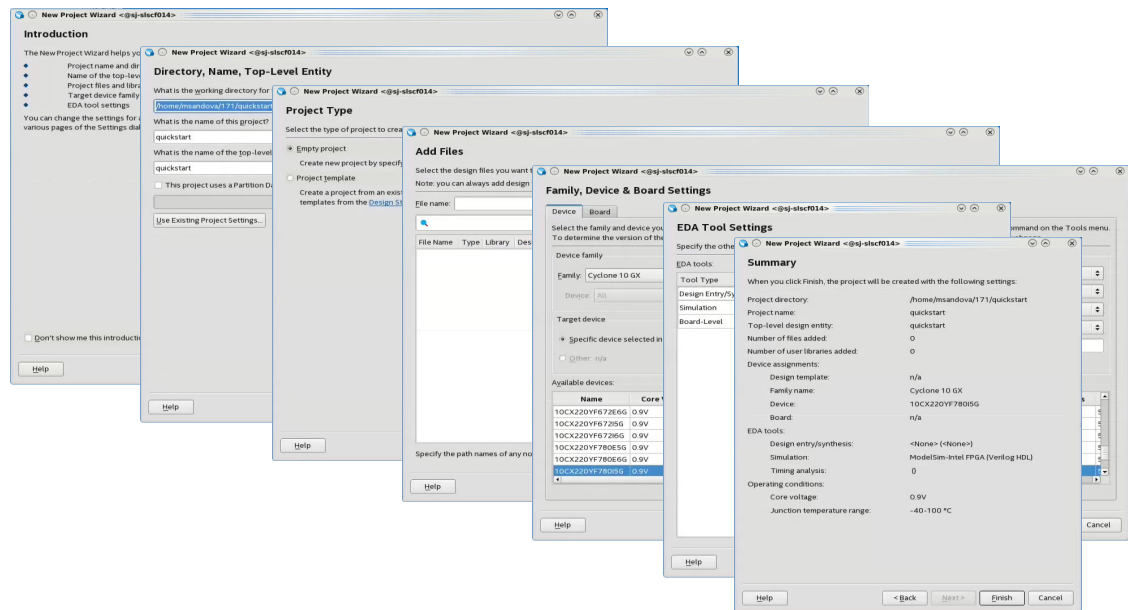 New Project Wizard <@sj-slscf014>
Introduction
The New Project Wizard helps yo
Project name and dir
Name of the top-lev
Project files and libra
Target device family
EDA tool settings
You can change the settings for
various pages of the Settings dial
Don't show me this introductio
Help
New Project Wizard <@sj-slscf014>
Directory, Name, Top-Level Entity
What is the working directory for
/home/msandova/171/quickstart
What is the name of this project?
quickstart
What is the name of the top-level
quickstart
This project uses a Partition Da
Use Existing Project Settings...
Help
New Project Wizard <@sj-slscf014>
Project Type
Select the type of project to crea
Empty project
Create new project by specify
Project template
Create a project from an exist
templates from the Design St
Help
New Project Wizard <@sj-slscf014>
Add Files
Select the design files you want t
Note: you can always add design
File name:
File Name Type Library Des
Specify the path names of any no
Help
New Project Wizard <@sj-slscf014>
Family, Device & Board Settings
Device Board
Select the family and device you
mmand on the Tools menu.
To determine the version of the
Device family
Family: Cyclone 10 GX
Device: All
Target device
Specific device selected in
Other: n/a
Available devices:
Name Core V
10CX220YF672E6G 0.9V
10CX220YF672I5G 0.9V
10CX220YF672I6G 0.9V
10CX220YF780E5G 0.9V
10CX220YF780E6G 0.9V
10CX220YF780I5G 0.9V
Help
Cancel
New Project Wizard <@sj-slscf014>
EDA Tool Settings
Specify the othe
EDA tools:
Tool Type
Design Entry/Sy
Simulation
Board-Level
Help
New Project Wizard <@sj-slscf014>
Summary
When you click Finish, the project will be created with the following settings:
Project directory: /home/msandova/171/quickstart
Project name: quickstart
Top-level design entity: quickstart
Number of files added: 0
Number of user libraries added: 0
Device assignments:
Design template: n/a
Family name: Cyclone 10 GX
Device: 10CX220YF780I5G
Board: n/a
EDA tools:
Design entry/synthesis: <None> (<None>)
Simulation: ModelSim-Intel FPGA (Verilog HDL)
Timing analysis: ()
Operating conditions:
Core voltage: 0.9V
Junction temperature range: -40-100 °C
Help < Back Next > Finish Cancel